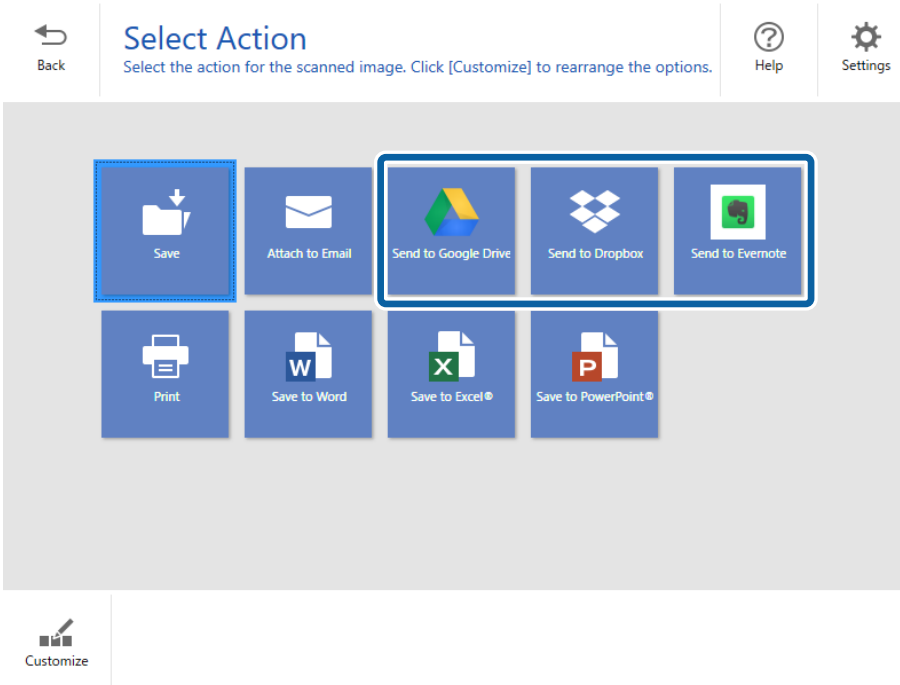 Select Action
Back
Select the action for the scanned image. Click [Customize] to rearrange the options.
Help
Settings
Save
Attach to Email
Send to Google Drive
Send to Dropbox
Send to Evernote
Print
W
Save to Word
X
Save to Excel®
P
Save to PowerPoint®
Customize